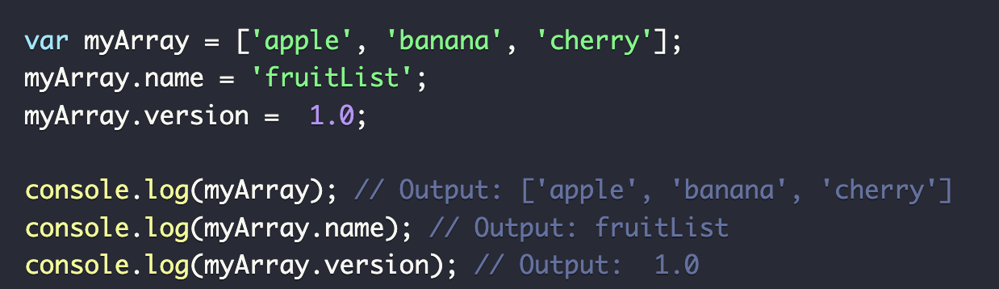 var myArray = ['apple', 'banana', 'cherry'];
myArray.name = 'fruitList';
myArray.version =  1.0;
console.log(myArray); // Output: ['apple', 'banana', 'cherry']
console.log(myArray.name); // Output: fruitList
console.log(myArray.version); // Output:  1.0